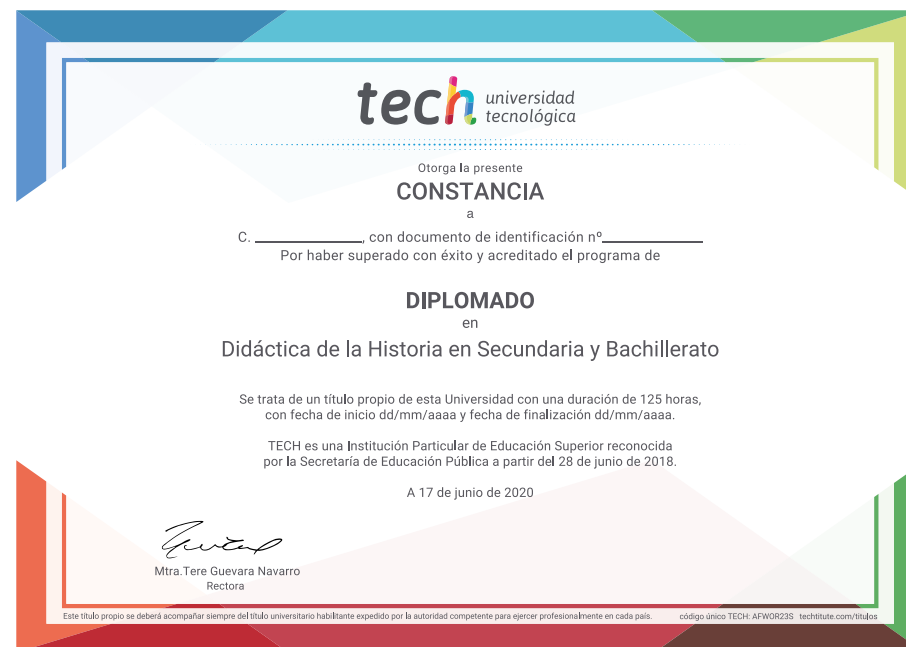 tech universidad
tecnológica
Otorga la presente
CONSTANCIA
a
C. ____________, con documento de identificación nº____________
Por haber superado con éxito y acreditado el programa de
DIPLOMADO
en
Didáctica de la Historia en Secundaria y Bachillerato
Se trata de un título propio de esta Universidad con una duración de 125 horas,
con fecha de inicio dd/mm/aaaa y fecha de finalización dd/mm/aaaa.
TECH es una Institución Particular de Educación Superior reconocida
por la Secretaría de Educación Pública a partir del 28 de junio de 2018.
A 17 de junio de 2020
Mtra.Tere Guevara Navarro
Rectora
Este título propio se deberá acompañar siempre del título universitario habilitante expedido por la autoridad competente para ejercer profesionalmente en cada país. código único TECH: AFWOR23S techtitute.com/titulos